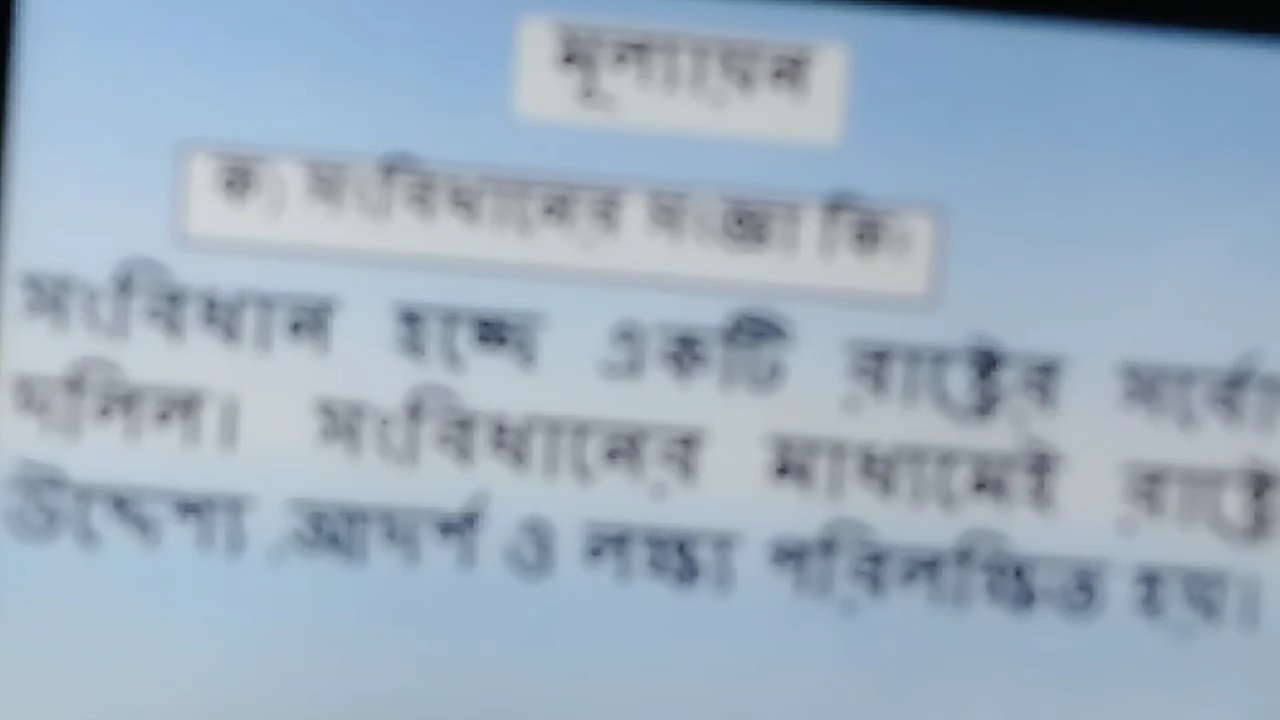 মূল্যায়ন
ক) সংবিধানের সংজ্ঞা কি।
সংবিধান হচ্ছে একটি রাষ্ট্রের
দলিল। সংবিধানের মাধ্যমেই
উদ্দেশ্য আদর্শ ও লক্ষ্য পরিলক্ষিত হয়।